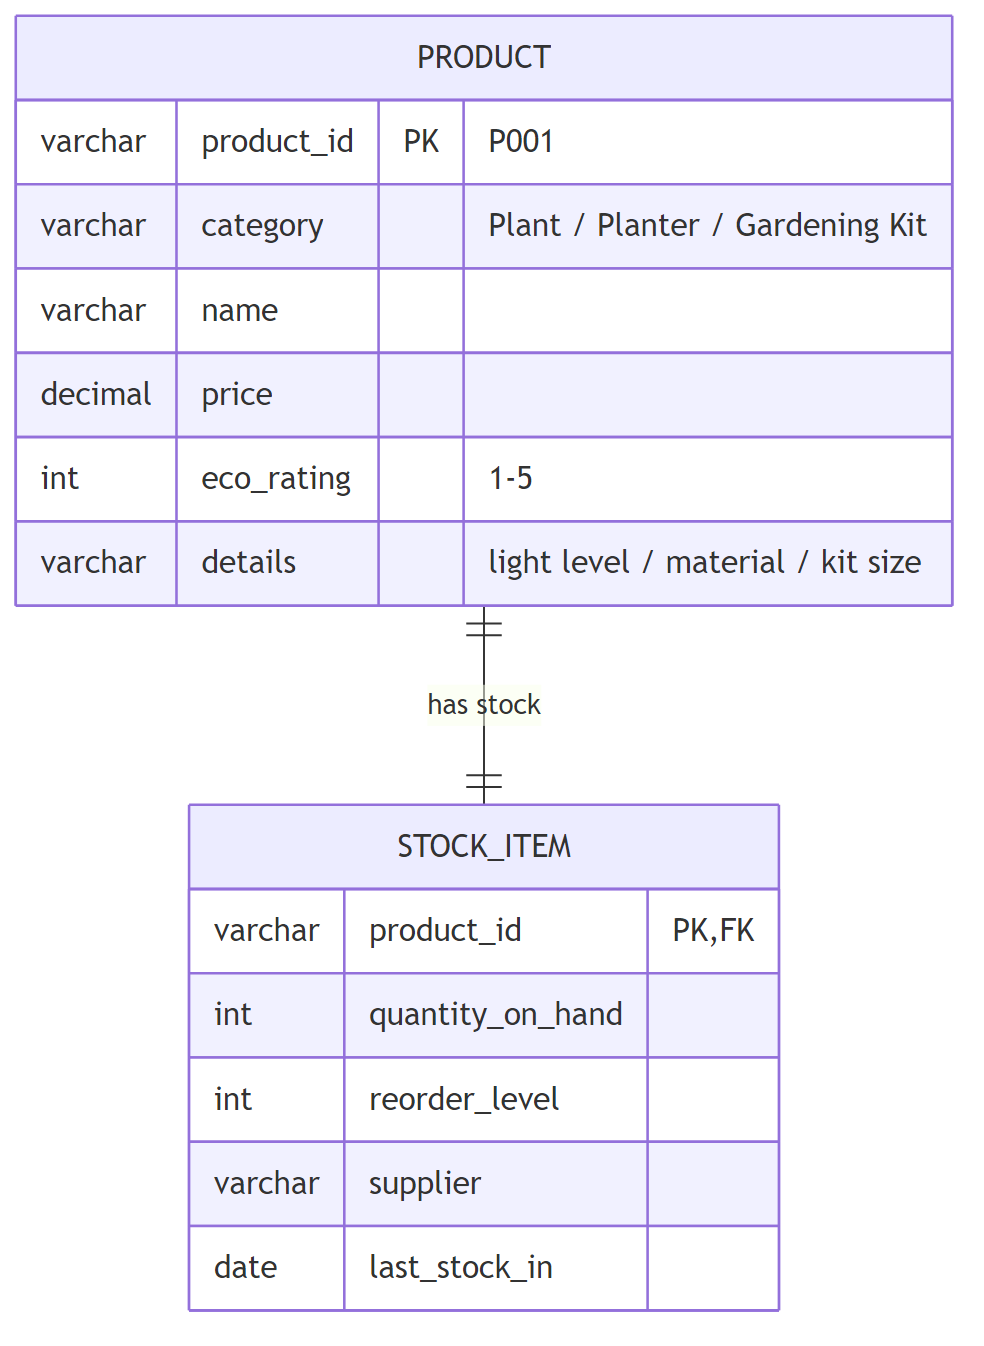 PRODUCT
varchar product_id PK P001
varchar category Plant / Planter / Gardening Kit
varchar name
decimal price
int eco_rating 1-5
varchar details light level / material / kit size
has stock
STOCK_ITEM
varchar product_id PK,FK
int quantity_on_hand
int reorder_level
varchar supplier
date last_stock_in